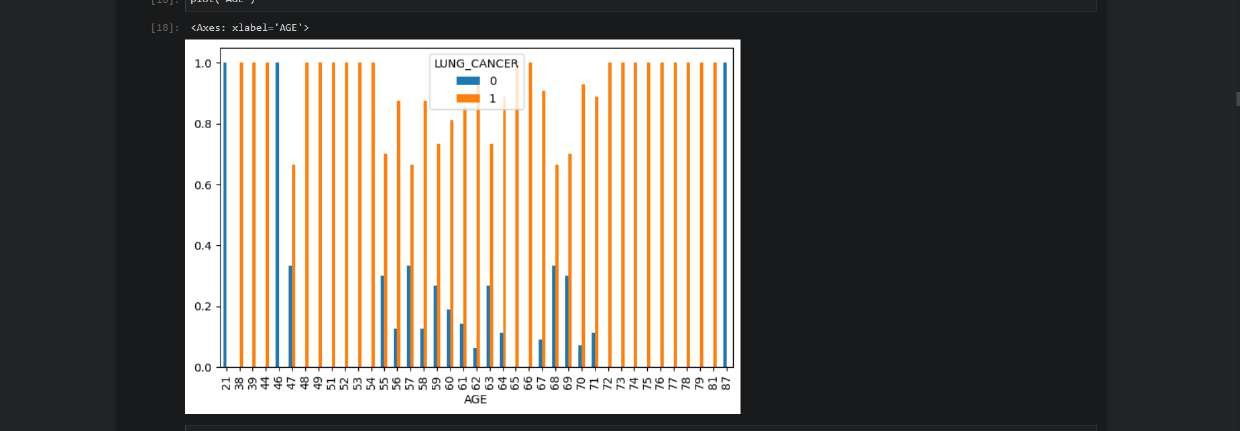 [18]: plot('AGE')
[18]: <Axes: xlabel='AGE'>
LUNG_CANCER
0
1
1.0
0.8
0.6
0.4
0.2
0.0
21 38 39 44 46 47 48 49 51 52 53 54 55 56 57 58 59 60 61 62 63 64 65 66 67 68 69 70 71 72 73 74 75 76 77 78 79 81 87
AGE